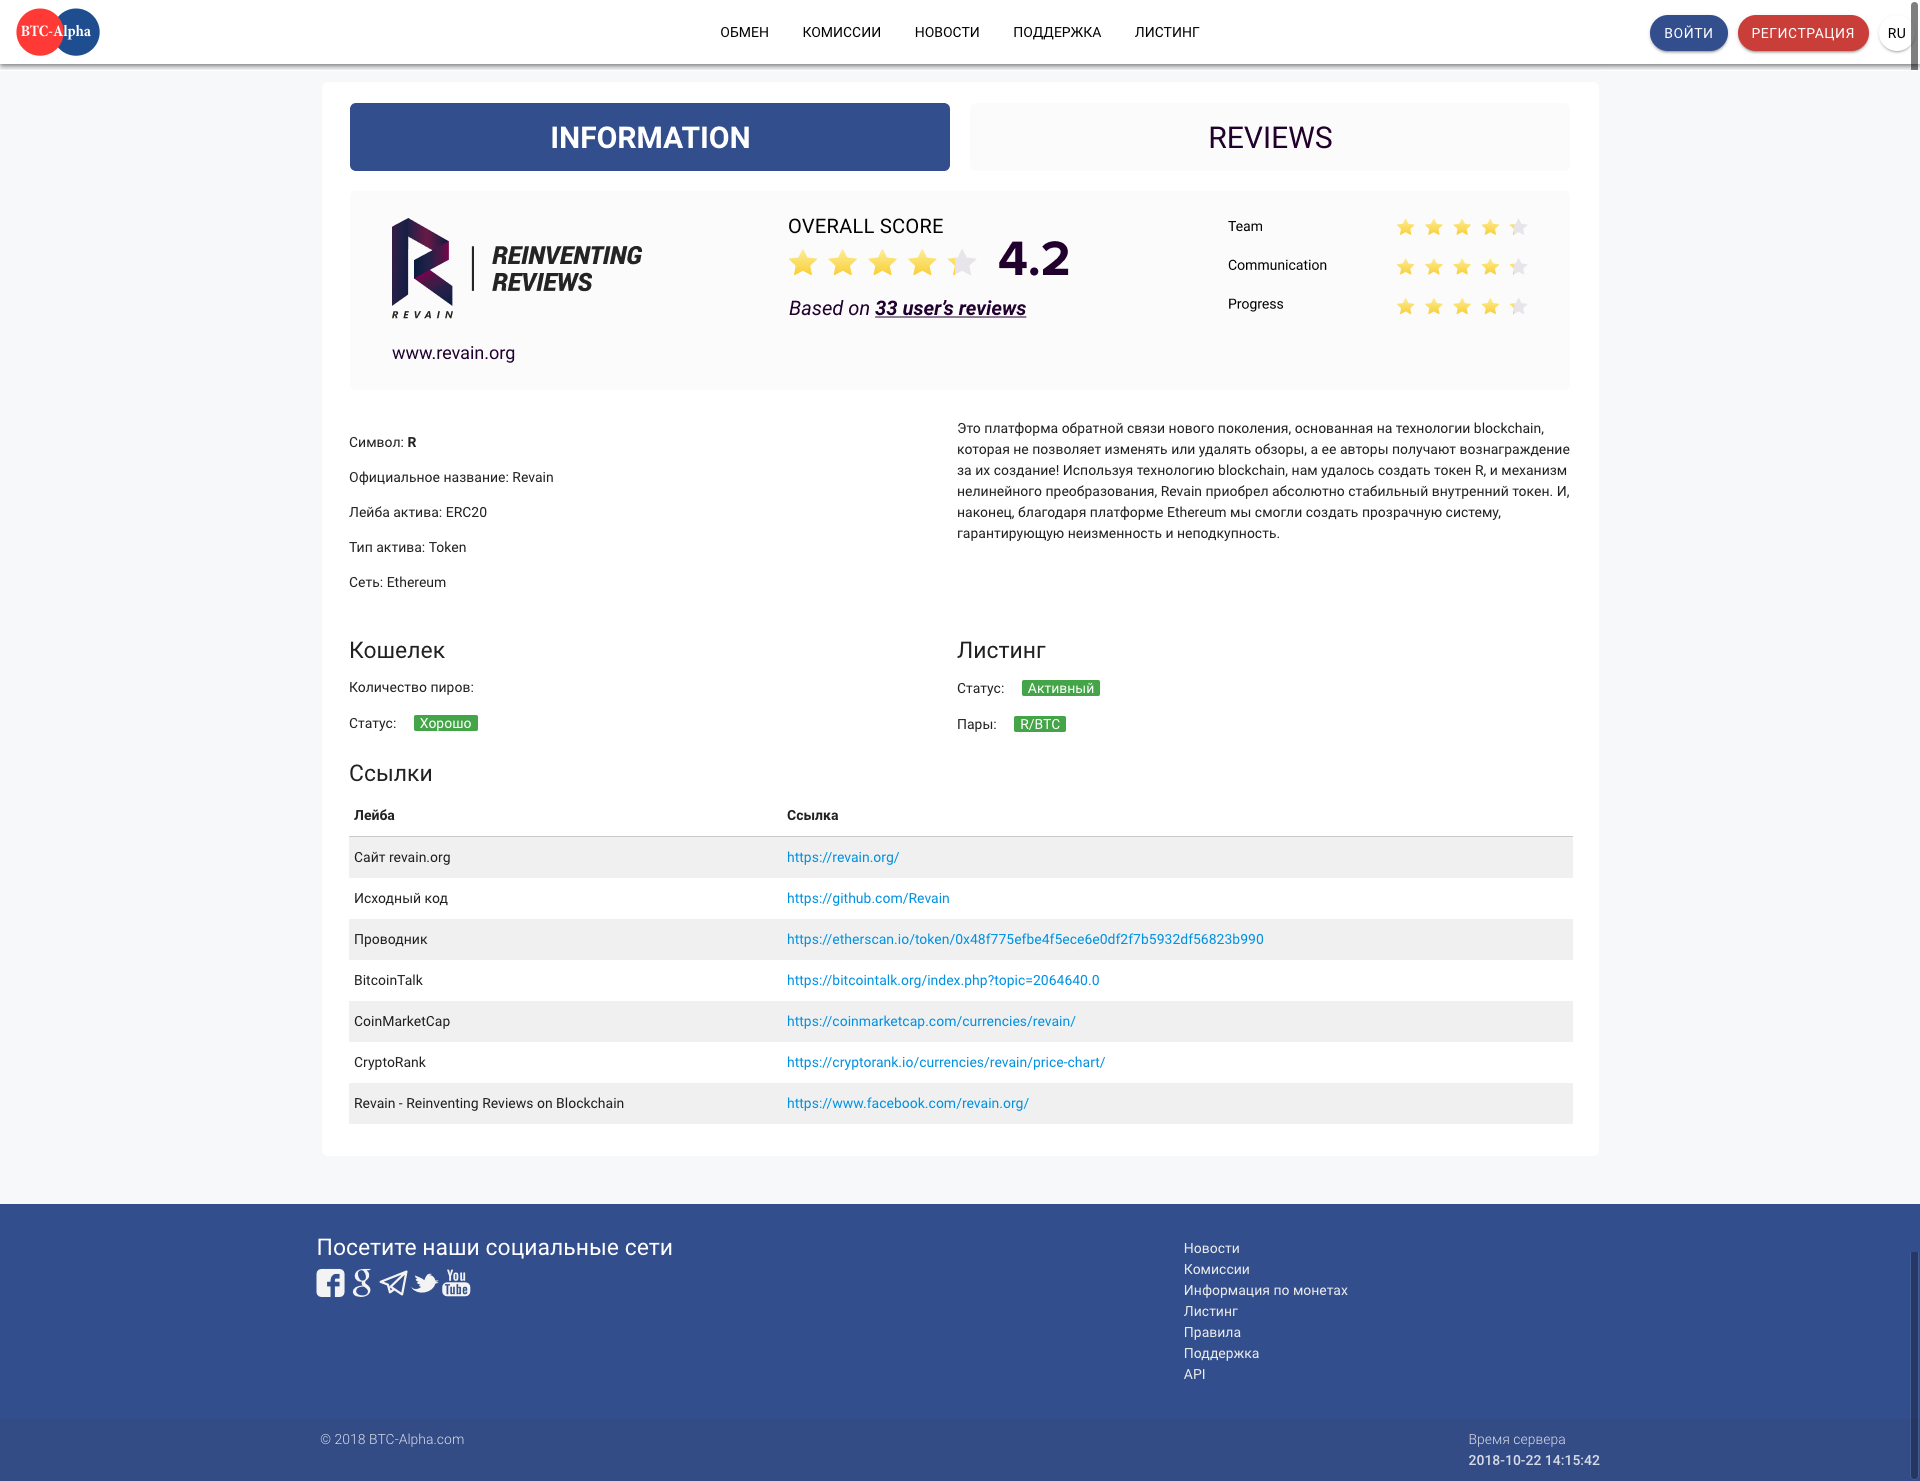 BTC-Alpha
ОБМЕН КОМИССИИ НОВОСТИ ПОДДЕРЖКА ЛИСТИНГ
ВОЙТИ РЕГИСТРАЦИЯ RU
INFORMATION
REVIEWS
REINVENTING
REVIEWS
REVAIN
www.revain.org
OVERALL SCORE
4.2
Based on 33 user’s reviews
Team
Communication
Progress
Символ: R
Официальное название: Revain
Лейба актива: ERC20
Тип актива: Token
Сеть: Ethereum
Это платформа обратной связи нового поколения, основанная на технологии blockchain,
которая не позволяет изменять или удалять обзоры, а ее авторы получают вознаграждение
за их создание! Используя технологию blockchain, нам удалось создать токен R, и механизм
нелинейного преобразования, Revain приобрел абсолютно стабильный внутренний токен. И,
наконец, благодаря платформе Ethereum мы смогли создать прозрачную систему,
гарантирующую неизменность и неподкупность.
Кошелек
Количество пиров:
Статус: Хорошо
Листинг
Статус: Активный
Пары: R/BTC
Ссылки
Лейба Ссылка
Сайт revain.org https://revain.org/
Исходный код https://github.com/Revain
Проводник https://etherscan.io/token/0x48f775efbe4f5ece6e0df2f7b5932df56823b990
BitcoinTalk https://bitcointalk.org/index.php?topic=2064640.0
CoinMarketCap https://coinmarketcap.com/currencies/revain/
CryptoRank https://cryptorank.io/currencies/revain/price-chart/
Revain - Reinventing Reviews on Blockchain https://www.facebook.com/revain.org/
Посетите наши социальные сети
You
Tube
Новости
Комиссии
Информация по монетах
Листинг
Правила
Поддержка
API
© 2018 BTC-Alpha.com
Время сервера
2018-10-22 14:15:42